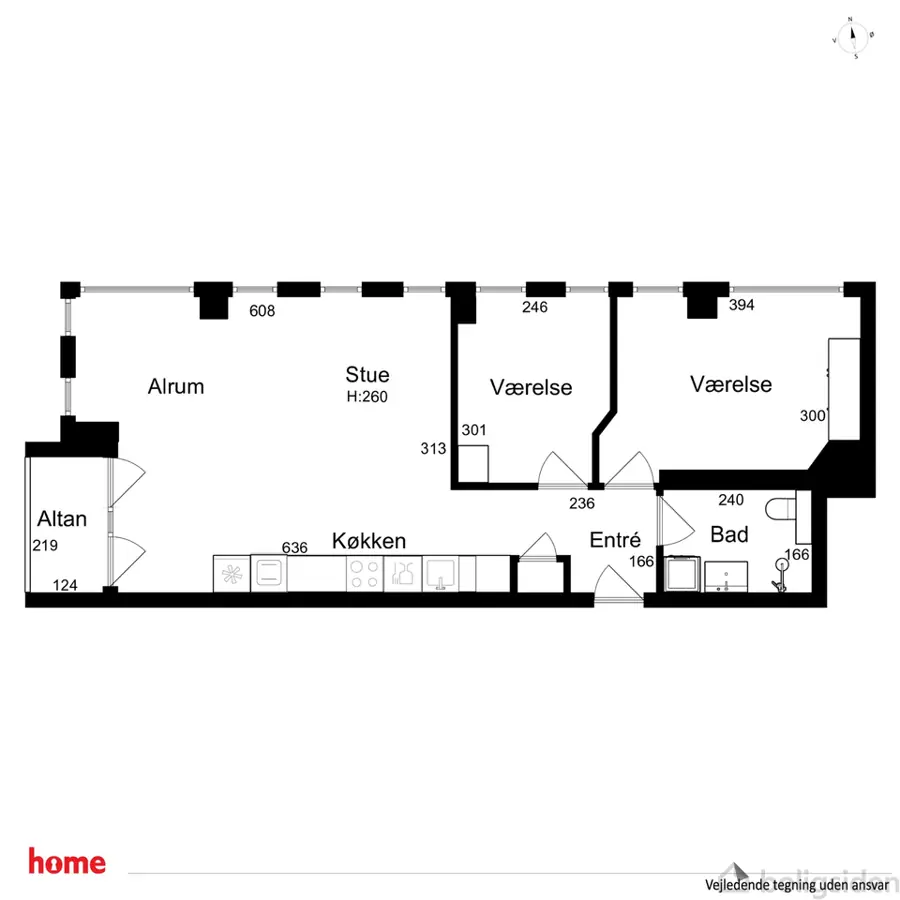 N
V
Ø
S
608
246
394
Alrum
Stue
H:260
Værelse
Værelse
300
301
313
Altan
219
124
636
Køkken
236
Entré
166
240
Bad
166
home
boligsiden
Vejledende tegning uden ansvar